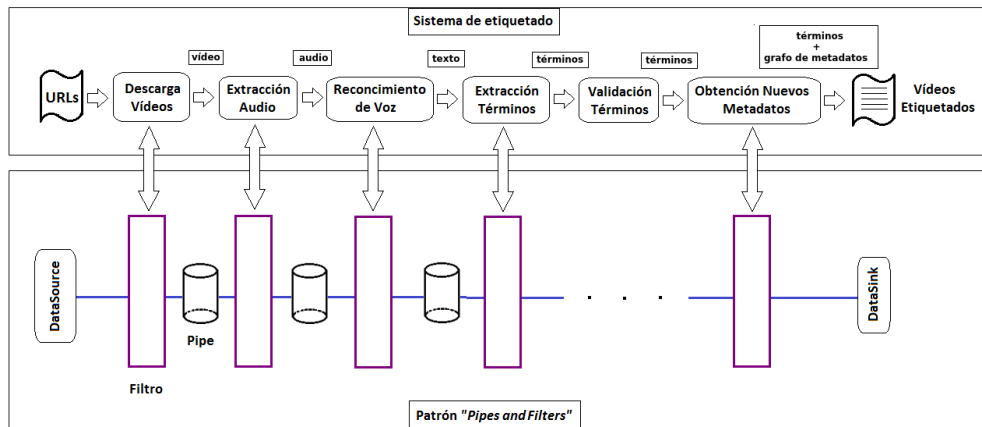 Sistema de etiquetado
términos
+
grafo de metadatos
vídeo
audio
texto
términos
términos
URLs
Descarga
Vídeos
Extracción
Audio
Reconcimiento
de Voz
Extracción
Términos
Validación
Términos
Obtención Nuevos
Metadatos
Vídeos
Etiquetados
DataSource
Pipe
Filtro
. . .
DataSink
Patrón "Pipes and Filters"